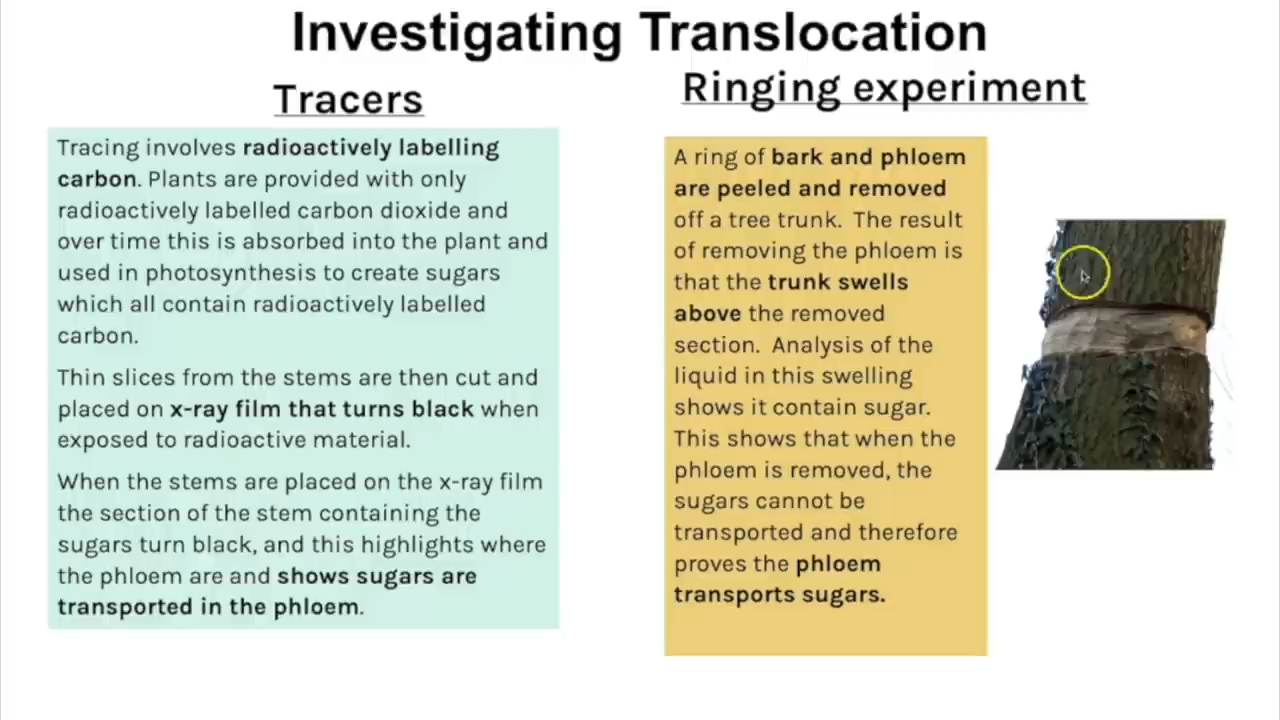 Investigating Translocation
Tracers
Tracing involves radioactively labelling
carbon. Plants are provided with only
radioactively labelled carbon dioxide and
over time this is absorbed into the plant and
used in photosynthesis to create sugars
which all contain radioactively labelled
carbon.
Thin slices from the stems are then cut and
placed on x-ray film that turns black when
exposed to radioactive material.
When the stems are placed on the x-ray film
the section of the stem containing the
sugars turn black, and this highlights where
the phloem are and shows sugars are
transported in the phloem.
Ringing experiment
A ring of bark and phloem
are peeled and removed
off a tree trunk. The result
of removing the phloem is
that the trunk swells
above the removed
section. Analysis of the
liquid in this swelling
shows it contain sugar.
This shows that when the
phloem is removed, the
sugars cannot be
transported and therefore
proves the phloem
transports sugars.